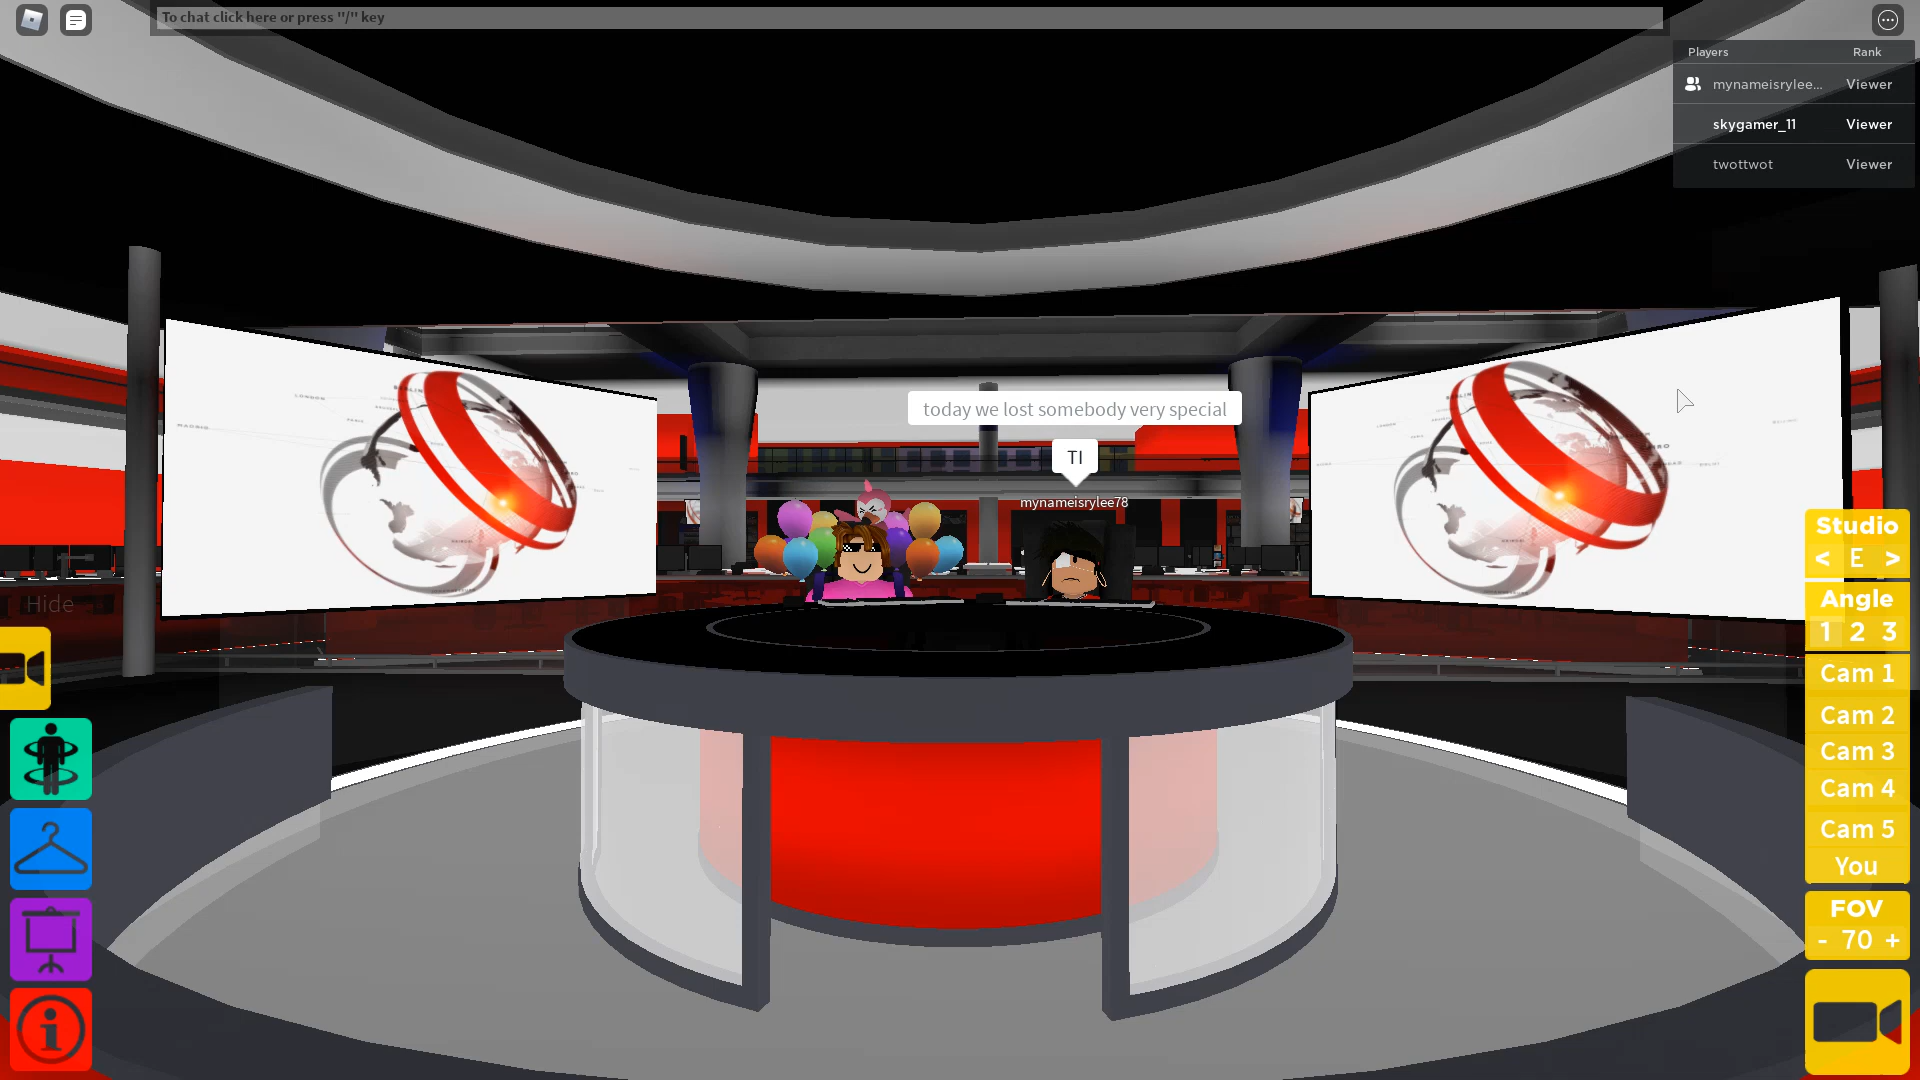 To chat click here or press "/" key
Players Rank
mynameisrylee... Viewer
skygamer_11 Viewer
twottwot Viewer
today we lost somebody very special
TI
mynameisrylee78
LONDON
MADRID
Hide
Studio
< E >
Angle
1 2 3
Cam 1
Cam 2
Cam 3
Cam 4
Cam 5
You
FOV
- 70 +